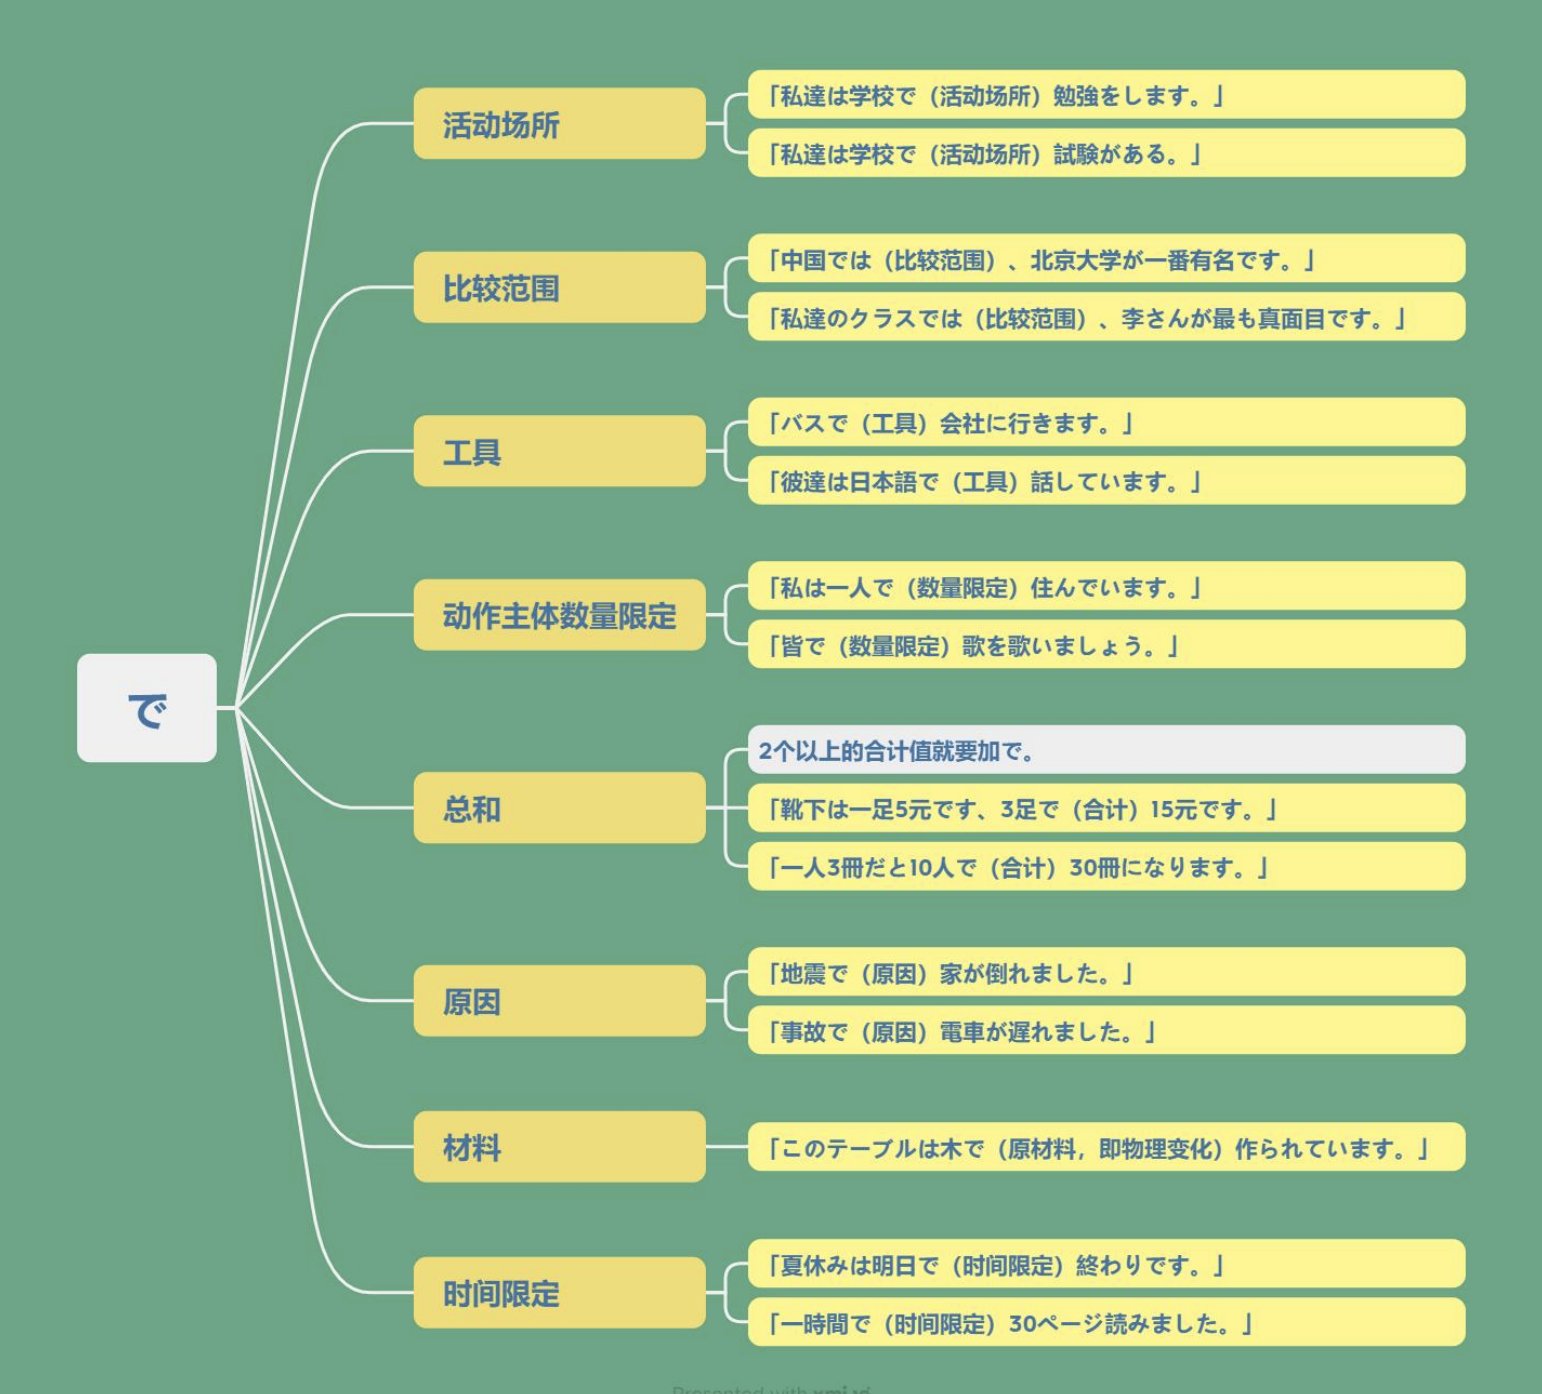 で
活动场所
「私達は学校で（活动场所）勉強をします。」
「私達は学校で（活动场所）試験がある。」
比较范围
「中国では（比较范围）、北京大学が一番有名です。」
「私達のクラスでは（比较范围）、李さんが最も真面目です。」
工具
「バスで（工具）会社に行きます。」
「彼達は日本語で（工具）話しています。」
动作主体数量限定
「私は一人で（数量限定）住んでいます。」
「皆で（数量限定）歌を歌いましょう。」
总和
2个以上的合计值就要加で。
「靴下は一足5元です、3足で（合计）15元です。」
「一人3冊だと10人で（合计）30冊になります。」
原因
「地震で（原因）家が倒れました。」
「事故で（原因）電車が遅れました。」
材料
「このテーブルは木で（原材料，即物理变化）作られています。」
时间限定
「夏休みは明日で（时间限定）終わりです。」
「一時間で（时间限定）30ページ読みました。」
Presented with